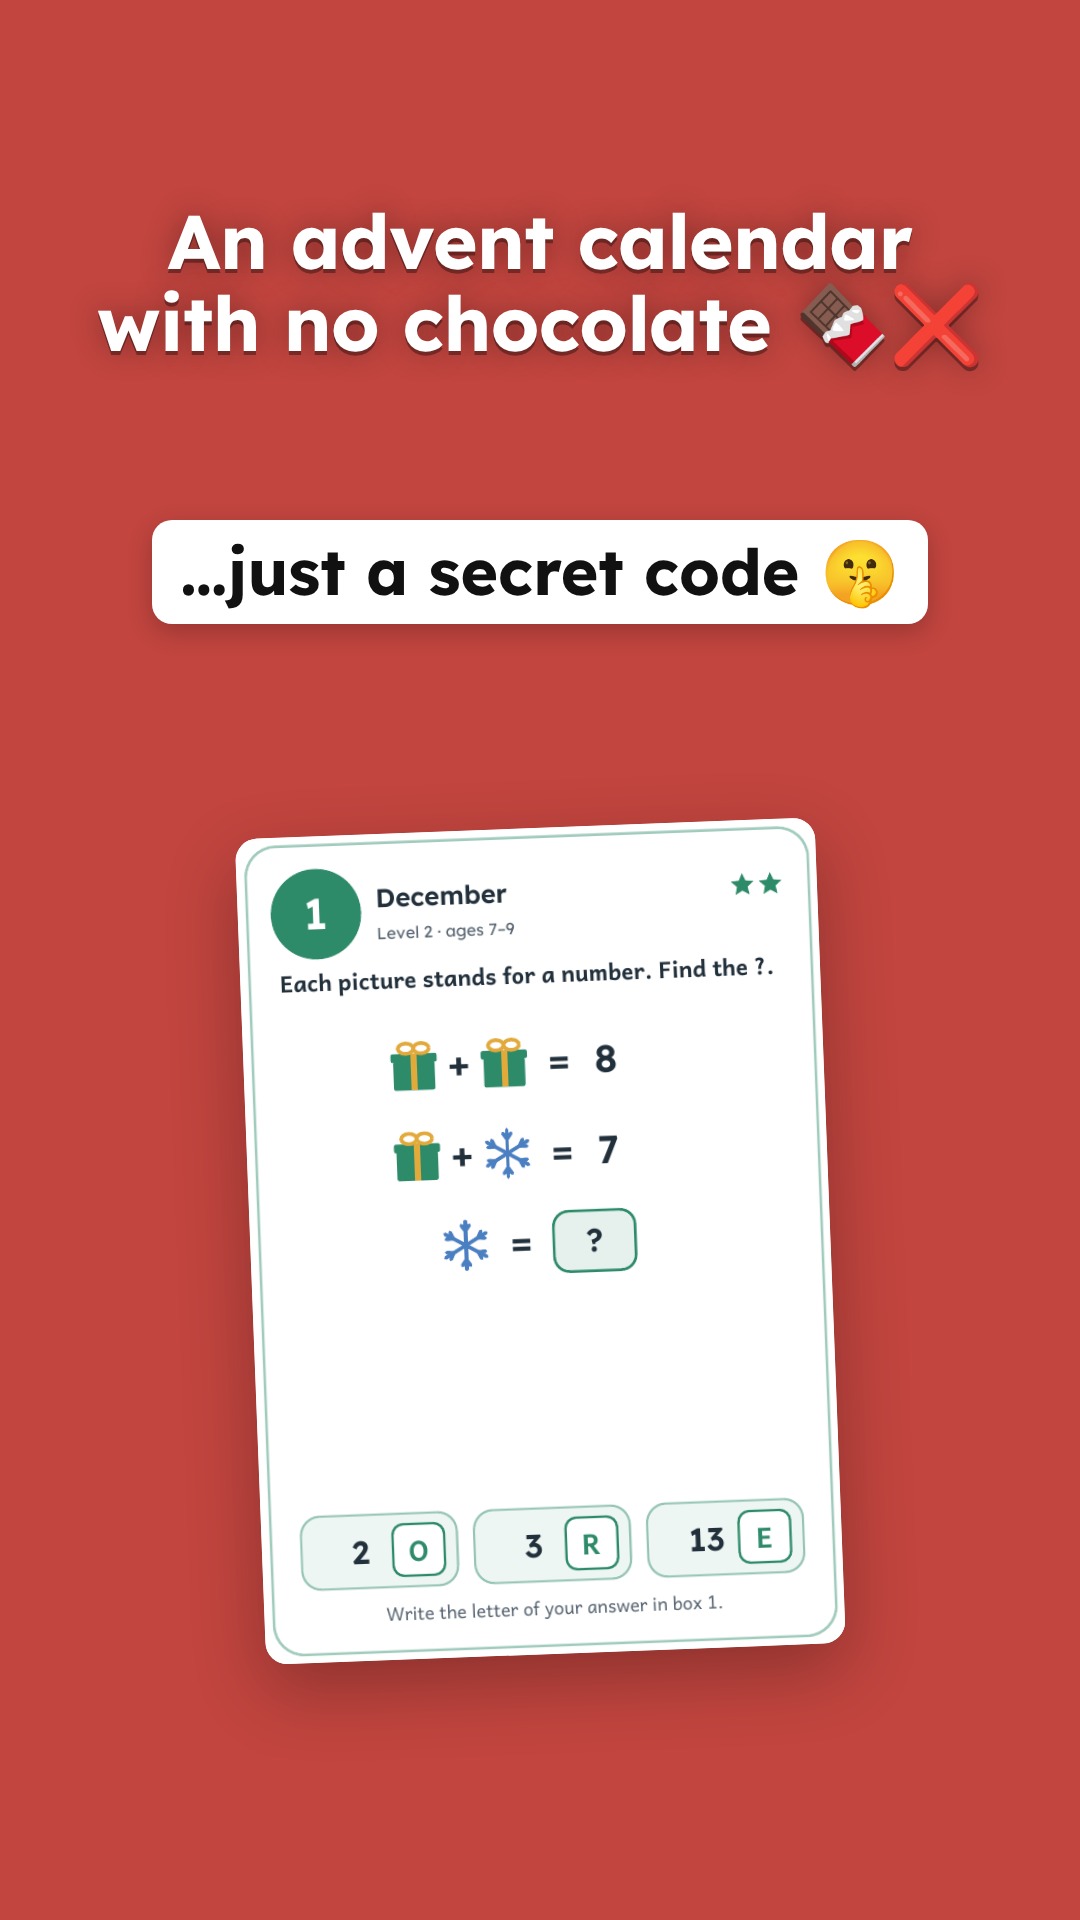 An advent calendar
with no chocolate 🍫❌
...just a secret code 🤫
1
December
Level 2 · ages 7–9
★★
Each picture stands for a number. Find the ?.
+ = 8
+ = 7
= ?
2 O 3 R 13 E
Write the letter of your answer in box 1.